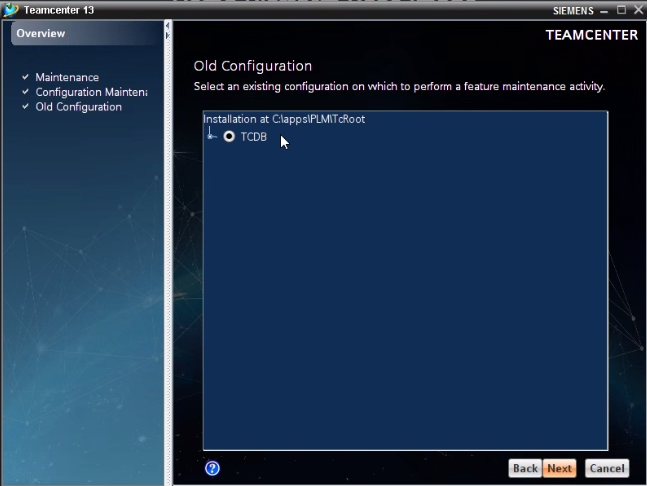 Teamcenter 13
SIEMENS
Overview
TEAMCENTER
Maintenance
Configuration Maintena
Old Configuration
Old Configuration
Select an existing configuration on which to perform a feature maintenance activity.
Installation at C:\apps\PLM\TcRoot
TCDB
Back Next Cancel